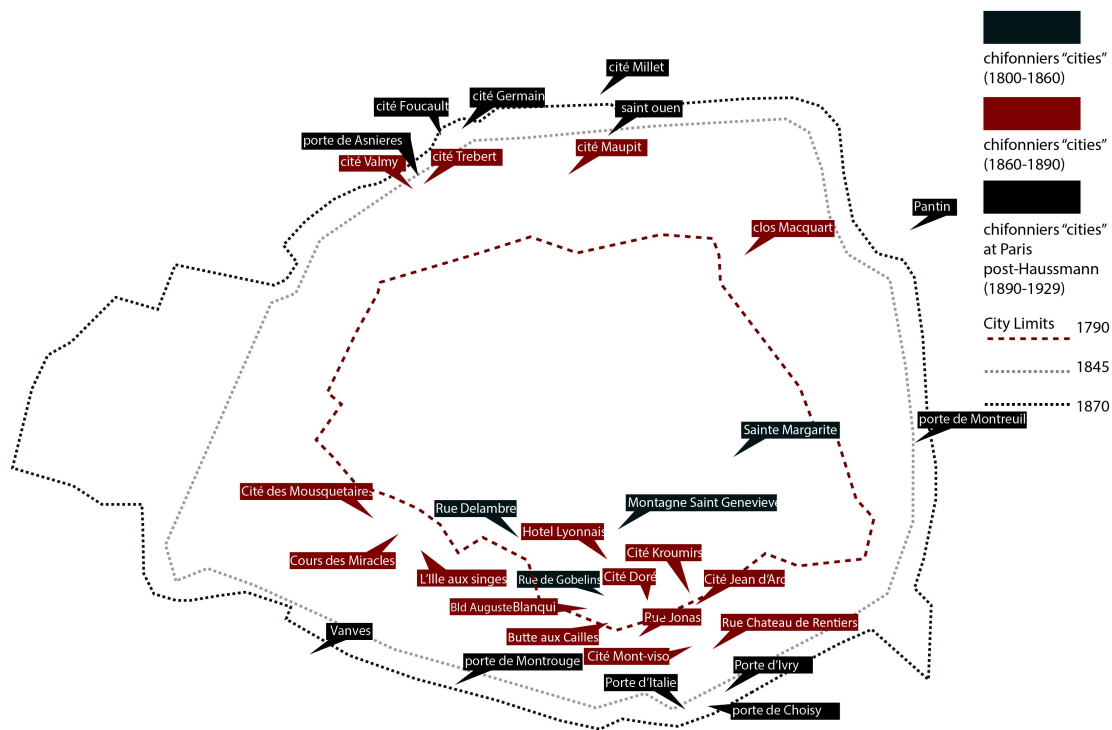 cité Millet
cité Germain
cité Foucault
saint ouen
porte de Asnieres
cité Valmy
cité Trebert
cité Maupit
Pantin
clos Macquart
porte de Montreuil
Sainte Margarite
Cité des Mousquetaires
Rue Delambre
Montagne Saint Genevieve
Hotel Lyonnais
Cours des Miracles
Cité Kroumirs
L'Ille aux singes
Rue de Gobelins
Cité Doré
Cité Jean d'Arc
Bld AugusteBlanqui
Rue Jonas
Rue Chateau de Rentiers
Vanves
Butte aux Cailles
Cité Mont-viso
porte de Montrouge
Porte d'Ivry
Porte d'Italie
porte de Choisy
chifonniers "cities"
(1800-1860)
chifonniers "cities"
(1860-1890)
chifonniers "cities"
at Paris
post-Haussmann
(1890-1929)
City Limits
1790
1845
1870